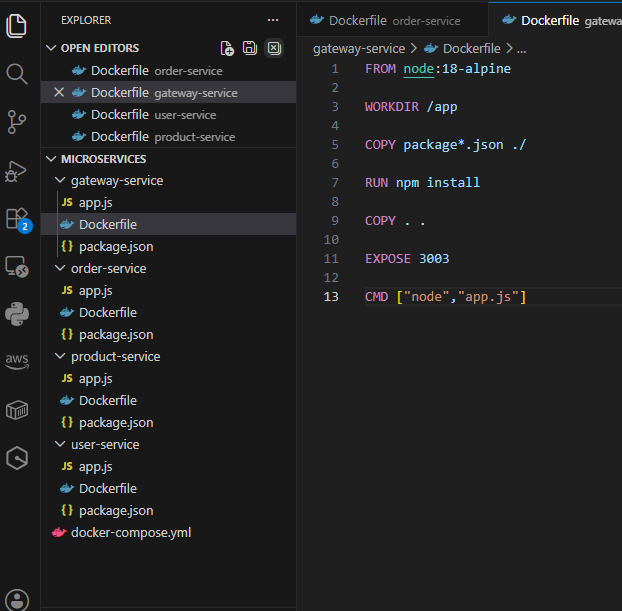 EXPLORER
...
OPEN EDITORS
Dockerfile order-service
Dockerfile gateway-service
Dockerfile user-service
Dockerfile product-service
MICROSERVICES
gateway-service
JS app.js
Dockerfile
{} package.json
order-service
JS app.js
Dockerfile
{} package.json
product-service
JS app.js
Dockerfile
{} package.json
user-service
JS app.js
Dockerfile
{} package.json
docker-compose.yml
2
aws
Dockerfile order-service
Dockerfile gatewa
gateway-service > Dockerfile > ...
1 FROM node:18-alpine
2
3 WORKDIR /app
4
5 COPY package*.json ./
6
7 RUN npm install
8
9 COPY . .
10
11 EXPOSE 3003
12
13 CMD ["node","app.js"]